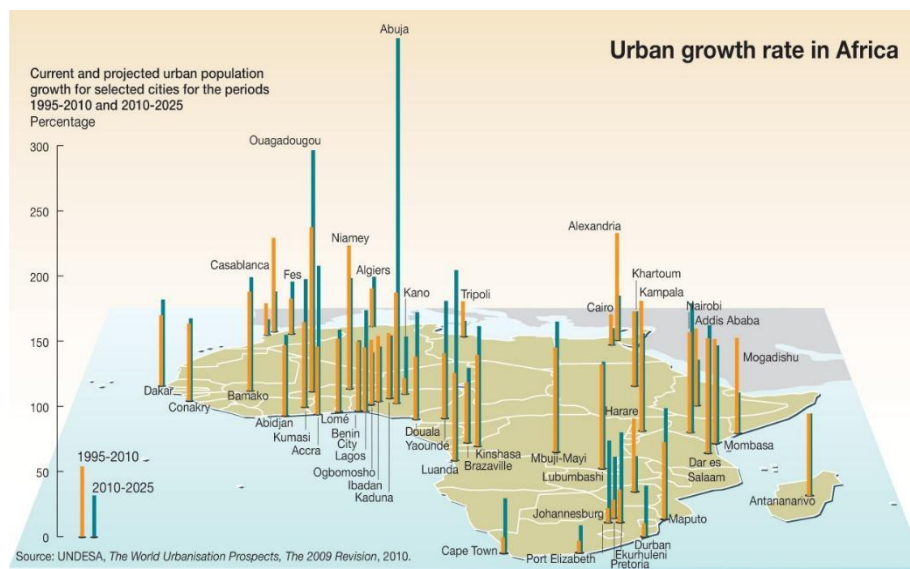 Urban growth rate in Africa
Current and projected urban population
growth for selected cities for the periods
1995-2010 and 2010-2025
Percentage
300
250
200
150
100
50
0
Abuja
Ouagadougou
Niamey
Alexandria
Casablanca
Fes
Algiers
Khartoum
Kano
Tripoli
Kampala
Cairo
Nairobi
Addis Ababa
Mogadishu
Dakar
Bamako
Conakry
Abidjan
Lomé
Harare
Kumasi
Benin
City
Douala
Mombasa
Accra
Lagos
Yaoundé
Kinshasa
Mbuji-Mayi
Dar es
Salaam
Ogbomosho
Luanda
Brazzaville
Lubumbashi
Ibadan
Kaduna
Antananarivo
1995-2010
2010-2025
Johannesburg
Maputo
Cape Town
Port Elizabeth
Durban
Ekurhuleni
Pretoria
Source: UNDESA, The World Urbanisation Prospects, The 2009 Revision, 2010.